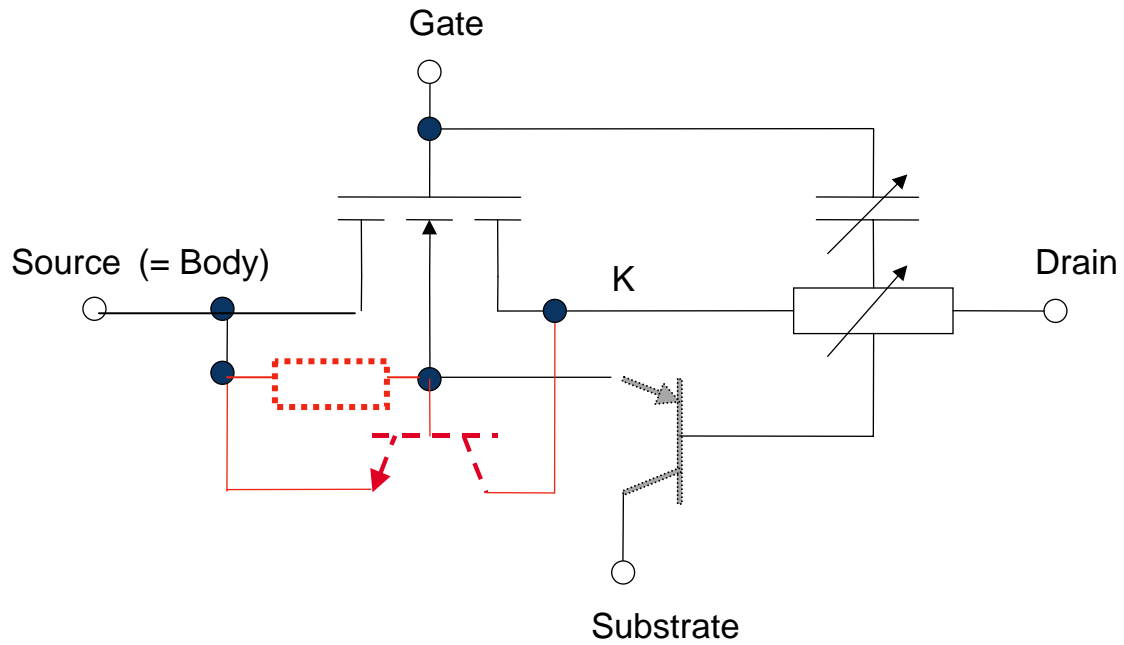 Gate
Source (= Body)
K
Drain
Substrate